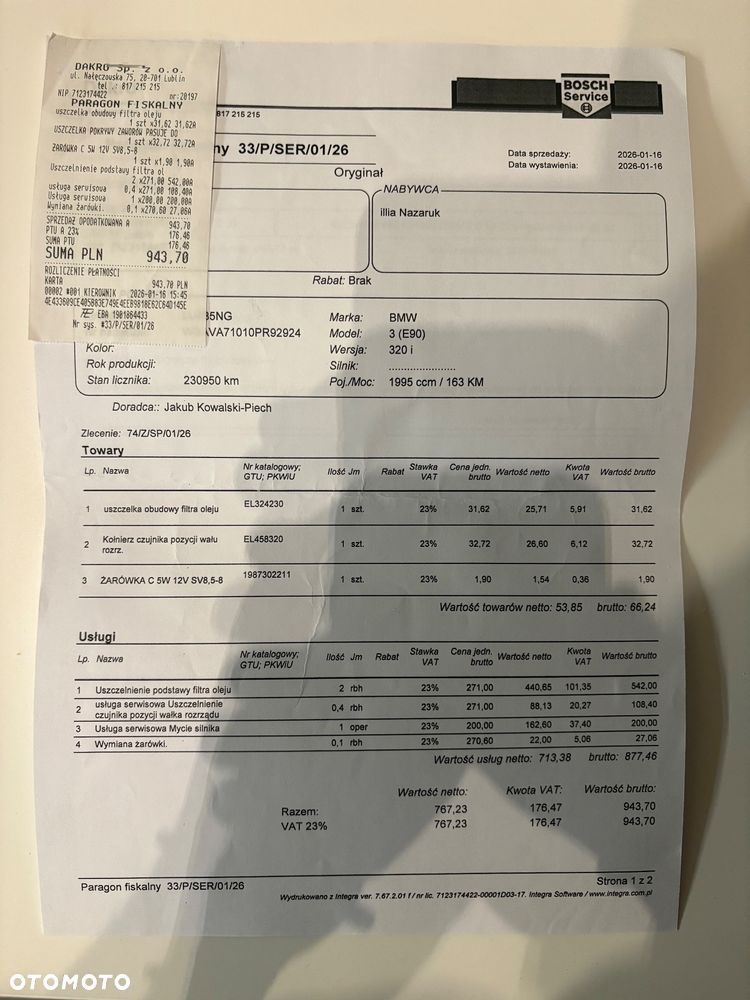 DAKRO Sp. z o.o.
ul. Nałęczowska 75, 20-701 Lublin
tel .: 817 215 215
NIP 7123174422 nr:20197
PARAGON FISKALNY
uszczelka obudowy filtra oleju
1 szt x31,62 31,62A
USZCZELKA POKRYWY ZAWORÓW PASUJE DO
1 szt x32,72 32,72A
ŻARÓWKA C 5W 12V SV8,5-8
1 szt x1,90 1,90A
Uszczelnienie podstawy filtra ol
2 x271,00 542,00A
usługa serwisowa 0,4 x271,00 108,40A
Usługa serwisowa 1 x200,00 200,00A
Wymiana żarówki. 0,1 x270,60 27,06A
SPRZEDAŻ OPODATKOWANA A 943,70
PTU A 23% 176,46
SUMA PTU 176,46
SUMA PLN 943,70
ROZLICZENIE PŁATNOŚCI
KARTA 943,70 PLN
00002 #001 KIEROWNIK 2026-01-16 15:45
EBA 1901864433
Nr sys. #33/P/SER/01/26
BOSCH
Service
817 215 215
ny 33/P/SER/01/26
Oryginał
Data sprzedaży: 2026-01-16
Data wystawienia: 2026-01-16
NABYWCA
illia Nazaruk
Rabat: Brak
85NG Marka: BMW
AVA71010PR92924 Model: 3 (E90)
Kolor: Wersja: 320 i
Rok produkcji: Silnik: ......................
Stan licznika: 230950 km Poj./Moc: 1995 ccm / 163 KM
Doradca:: Jakub Kowalski-Piech
Zlecenie: 74/Z/SP/01/26
Towary
Lp. Nazwa Nr katalogowy; GTU; PKWiU Ilość Jm Rabat Stawka VAT Cena jedn. brutto Wartość netto Kwota VAT Wartość brutto
1 uszczelka obudowy filtra oleju EL324230 1 szt. 23% 31,62 25,71 5,91 31,62
2 Kołnierz czujnika pozycji wału rozrz. EL458320 1 szt. 23% 32,72 26,60 6,12 32,72
3 ŻARÓWKA C 5W 12V SV8,5-8 1987302211 1 szt. 23% 1,90 1,54 0,36 1,90
Wartość towarów netto: 53,85 brutto: 66,24
Usługi
Lp. Nazwa Nr katalogowy; GTU; PKWiU Ilość Jm Rabat Stawka VAT Cena jedn. brutto Wartość netto Kwota VAT Wartość brutto
1 Uszczelnienie podstawy filtra oleju 2 rbh 23% 271,00 440,65 101,35 542,00
2 usługa serwisowa Uszczelnienie czujnika pozycji wałka rozrządu 0,4 rbh 23% 271,00 88,13 20,27 108,40
3 Usługa serwisowa Mycie silnika 1 oper 23% 200,00 162,60 37,40 200,00
4 Wymiana żarówki. 0,1 rbh 23% 270,60 22,00 5,06 27,06
Wartość usług netto: 713,38 brutto: 877,46
Wartość netto: Kwota VAT: Wartość brutto:
Razem: 767,23 176,47 943,70
VAT 23% 767,23 176,47 943,70
Paragon fiskalny 33/P/SER/01/26 Strona 1 z 2
Wydrukowano z Integra ver. 7.67.2.01 f / nr lic. 7123174422-00001D03-17. Integra Software / www.integra.com.pl
OTOMOTO